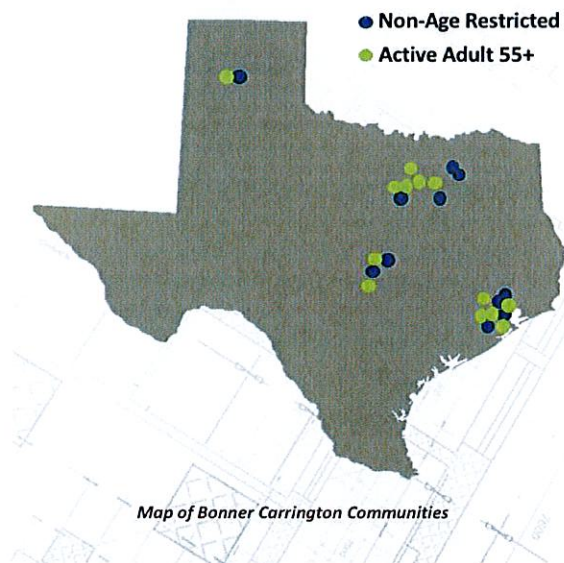 Non-Age Restricted
Active Adult 55+
Map of Bonner Carrington Communities